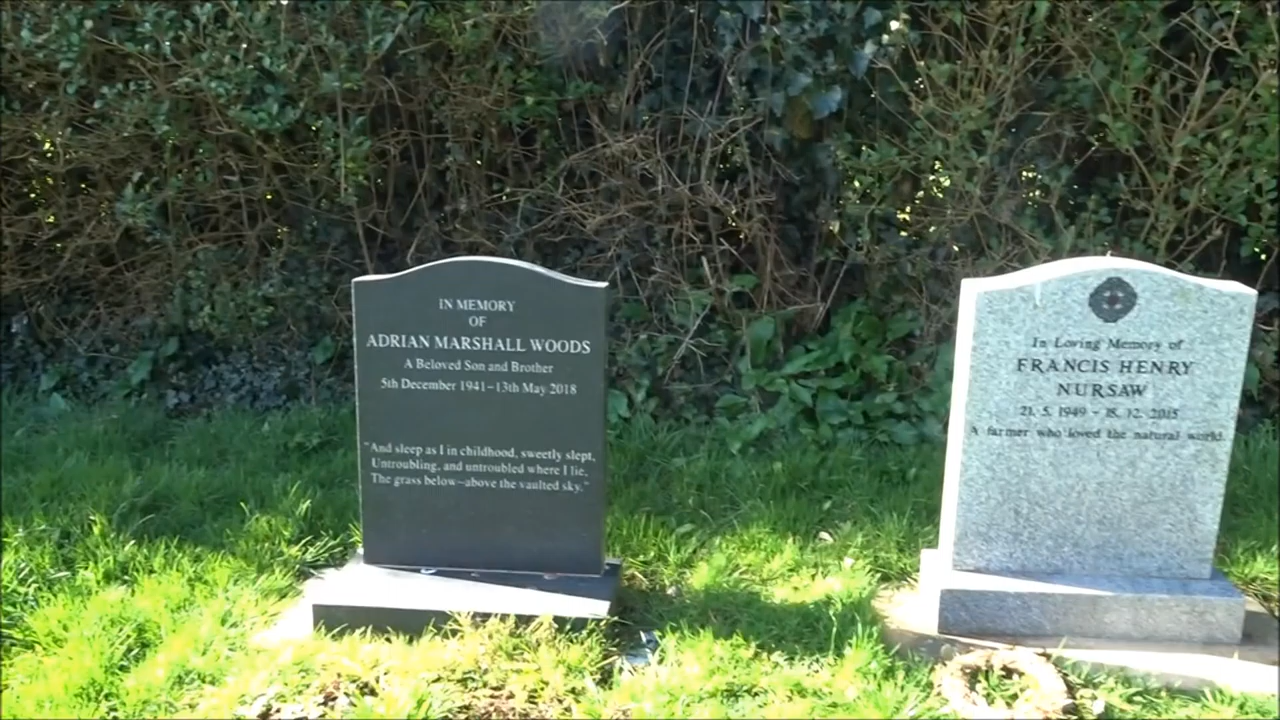 IN MEMORY
OF
ADRIAN MARSHALL WOODS
A Beloved Son and Brother
5th December 1941–13th May 2018
"And sleep as I in childhood, sweetly slept,
Untroubling, and untroubled where I lie,
The grass below—above the vaulted sky."
In Loving Memory of
FRANCIS HENRY
NURSAW
21. 5. 1949 - 18. 12. 2015
A farmer who loved the natural world